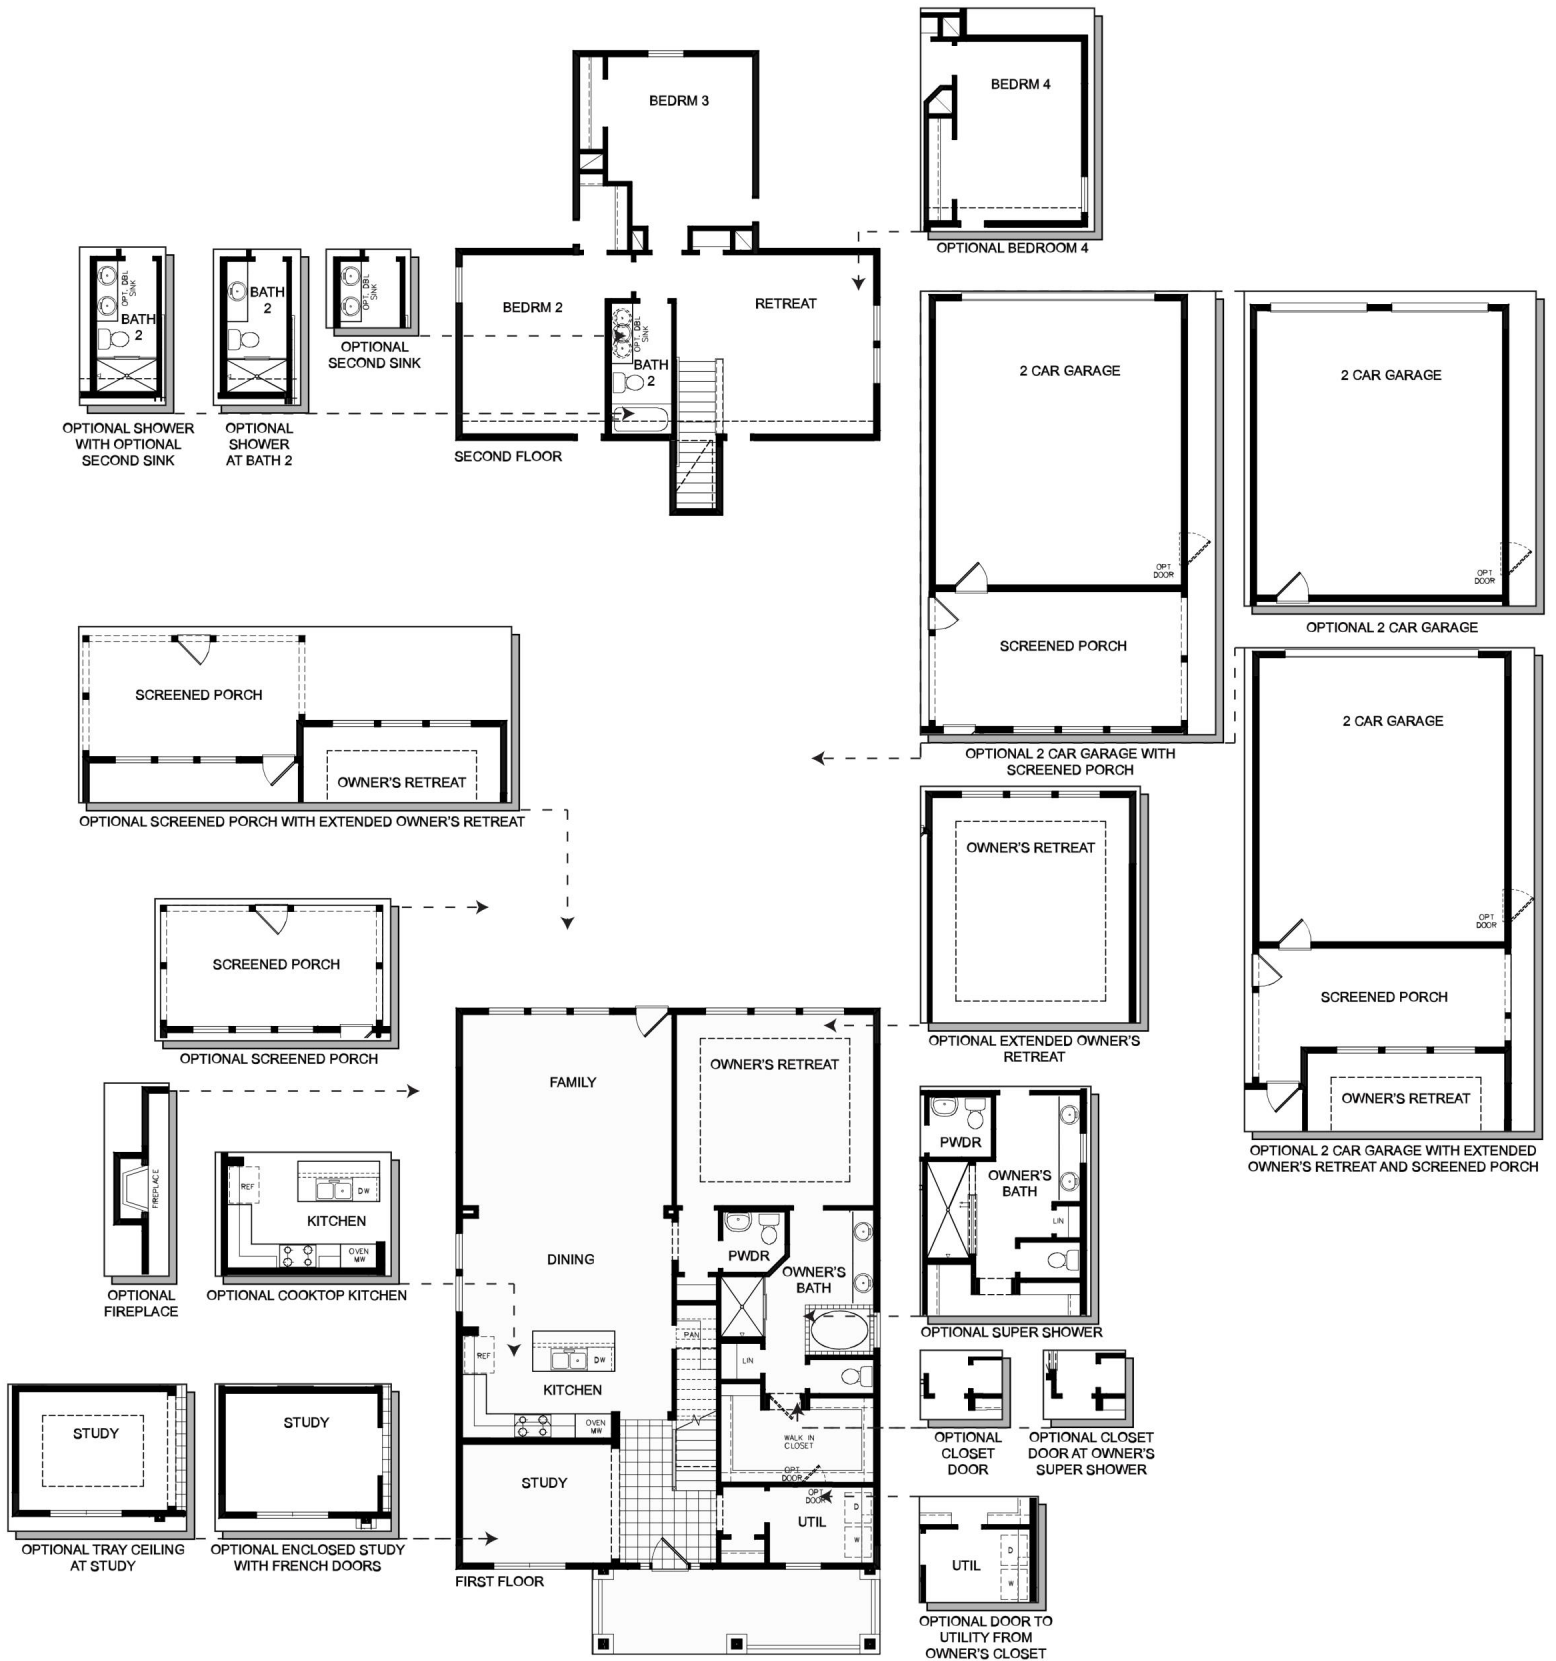 BEDRM 3
BEDRM 4
OPTIONAL BEDROOM 4
OPT. DBL
SINK
BATH
2
OPTIONAL SHOWER
WITH OPTIONAL
SECOND SINK
BATH
2
OPTIONAL
SHOWER
AT BATH 2
OPT. DBL
SINK
OPTIONAL
SECOND SINK
BEDRM 2
OPT. DBL
SINK
BATH
2
RETREAT
SECOND FLOOR
2 CAR GARAGE
OPT
DOOR
SCREENED PORCH
OPTIONAL 2 CAR GARAGE WITH
SCREENED PORCH
2 CAR GARAGE
OPT
DOOR
OPTIONAL 2 CAR GARAGE
SCREENED PORCH
OWNER'S RETREAT
OPTIONAL SCREENED PORCH WITH EXTENDED OWNER'S RETREAT
2 CAR GARAGE
OPT
DOOR
SCREENED PORCH
OWNER'S RETREAT
OPTIONAL 2 CAR GARAGE WITH EXTENDED
OWNER'S RETREAT AND SCREENED PORCH
OWNER'S RETREAT
OPTIONAL EXTENDED OWNER'S
RETREAT
SCREENED PORCH
OPTIONAL SCREENED PORCH
FIREPLACE
OPTIONAL
FIREPLACE
REF
DW
KITCHEN
OVEN
MW
OPTIONAL COOKTOP KITCHEN
FAMILY
OWNER'S RETREAT
DINING
PWDR
OWNER'S
BATH
PAN
REF
DW
LIN
KITCHEN
OVEN
MW
WALK IN
CLOSET
OPT
DOOR
STUDY
OPT
DOOR
D
UTIL
W
FIRST FLOOR
PWDR
OWNER'S
BATH
LIN
OPTIONAL SUPER SHOWER
OPTIONAL
CLOSET
DOOR
OPTIONAL CLOSET
DOOR AT OWNER'S
SUPER SHOWER
STUDY
OPTIONAL TRAY CEILING
AT STUDY
STUDY
OPTIONAL ENCLOSED STUDY
WITH FRENCH DOORS
D
UTIL
W
OPTIONAL DOOR TO
UTILITY FROM
OWNER'S CLOSET